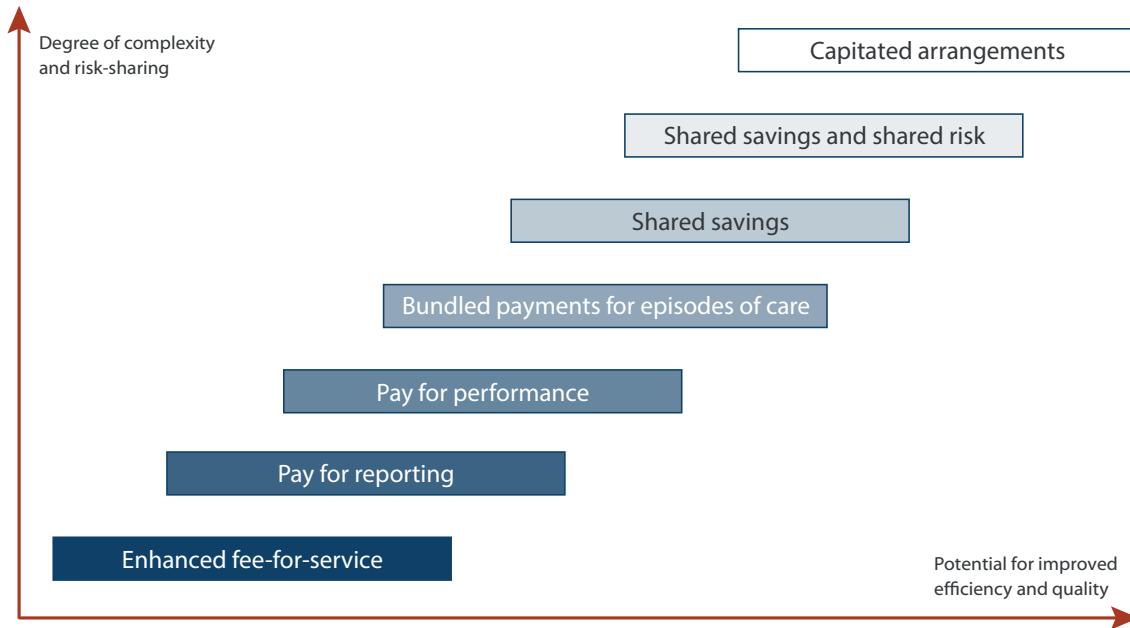 Degree of complexity
and risk-sharing
Capitated arrangements
Shared savings and shared risk
Shared savings
Bundled payments for episodes of care
Pay for performance
Pay for reporting
Enhanced fee-for-service
Potential for improved
efficiency and quality